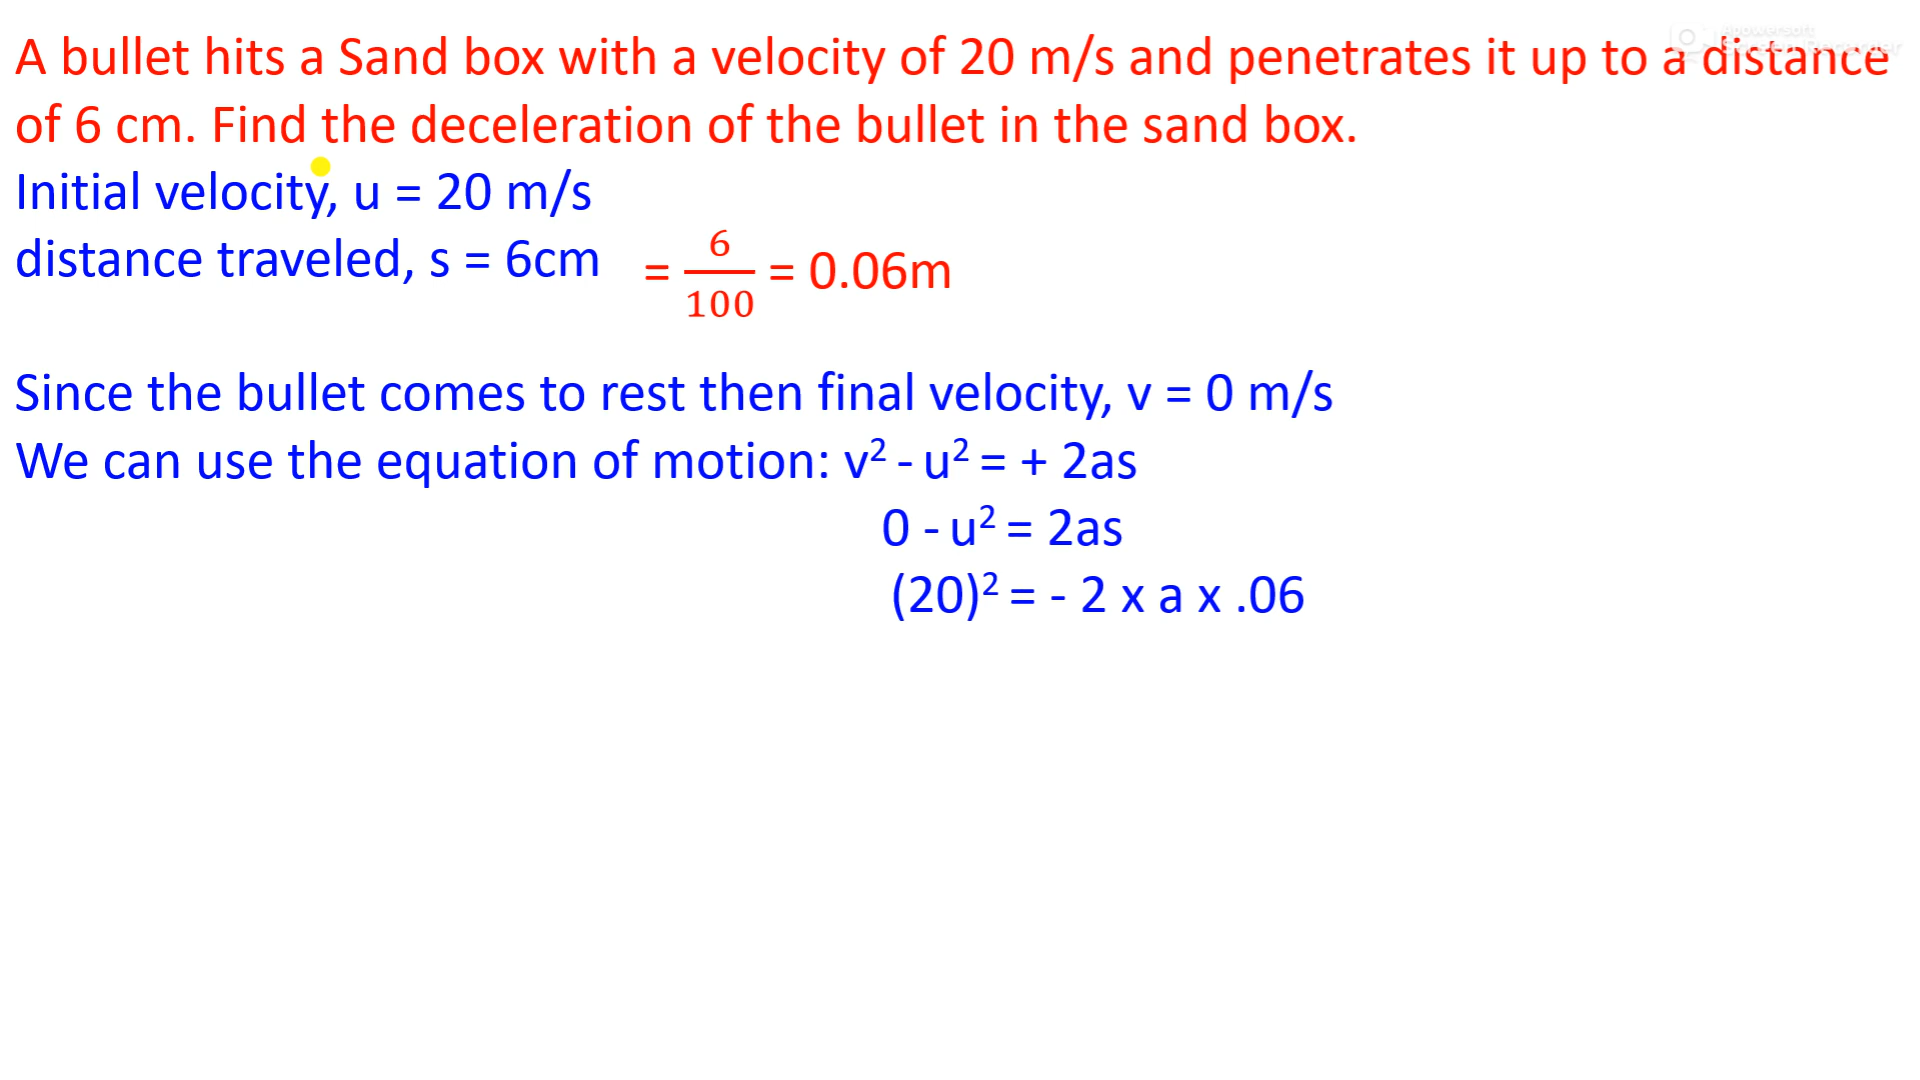 A bullet hits a Sand box with a velocity of 20 m/s and penetrates it up to a distance
of 6 cm. Find the deceleration of the bullet in the sand box.
Initial velocity, u = 20 m/s
distance traveled, s = 6cm = 6/100 = 0.06m
Since the bullet comes to rest then final velocity, v = 0 m/s
We can use the equation of motion: v² - u² = + 2as
0 - u² = 2as
(20)² = - 2 x a x .06
Apowersoft
Screen Recorder